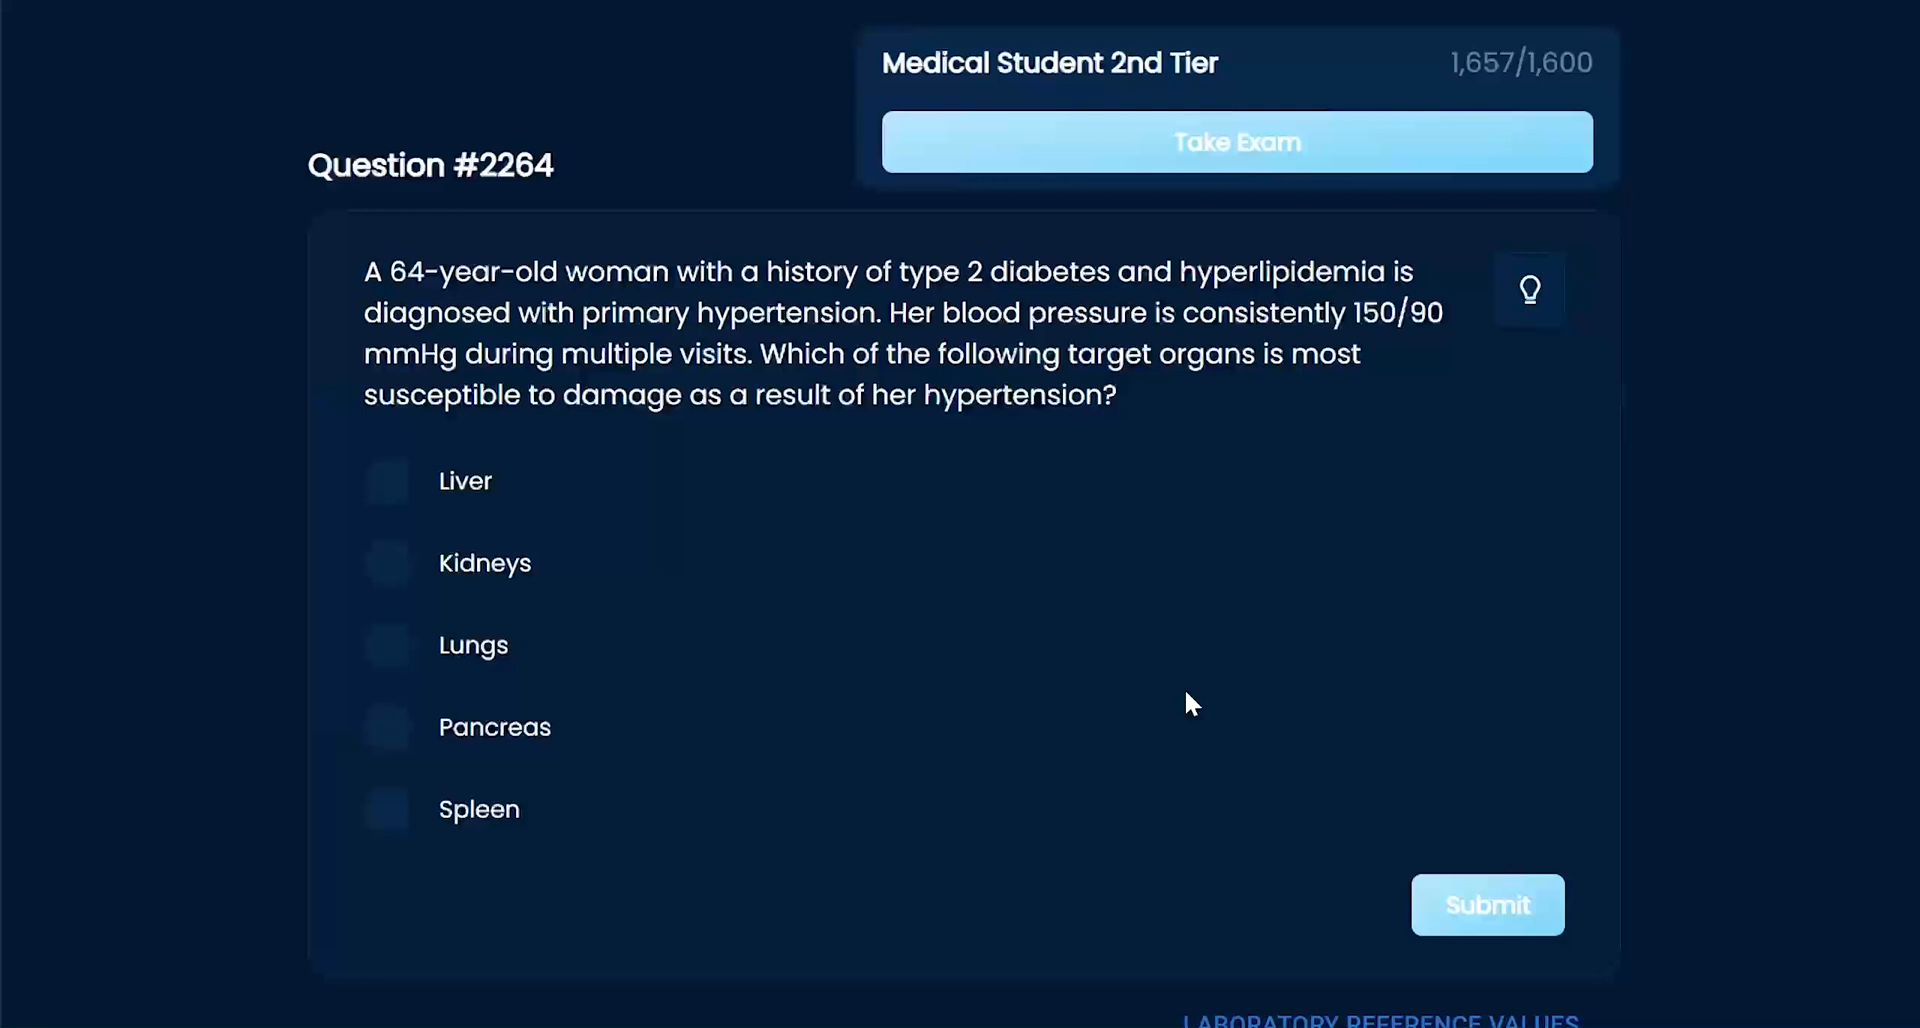 Medical Student 2nd Tier
1,657/1,600
Take Exam
Question #2264
A 64-year-old woman with a history of type 2 diabetes and hyperlipidemia is
diagnosed with primary hypertension. Her blood pressure is consistently 150/90
mmHg during multiple visits. Which of the following target organs is most
susceptible to damage as a result of her hypertension?
Liver
Kidneys
Lungs
Pancreas
Spleen
Submit
LABORATORY REFERENCE VALUES